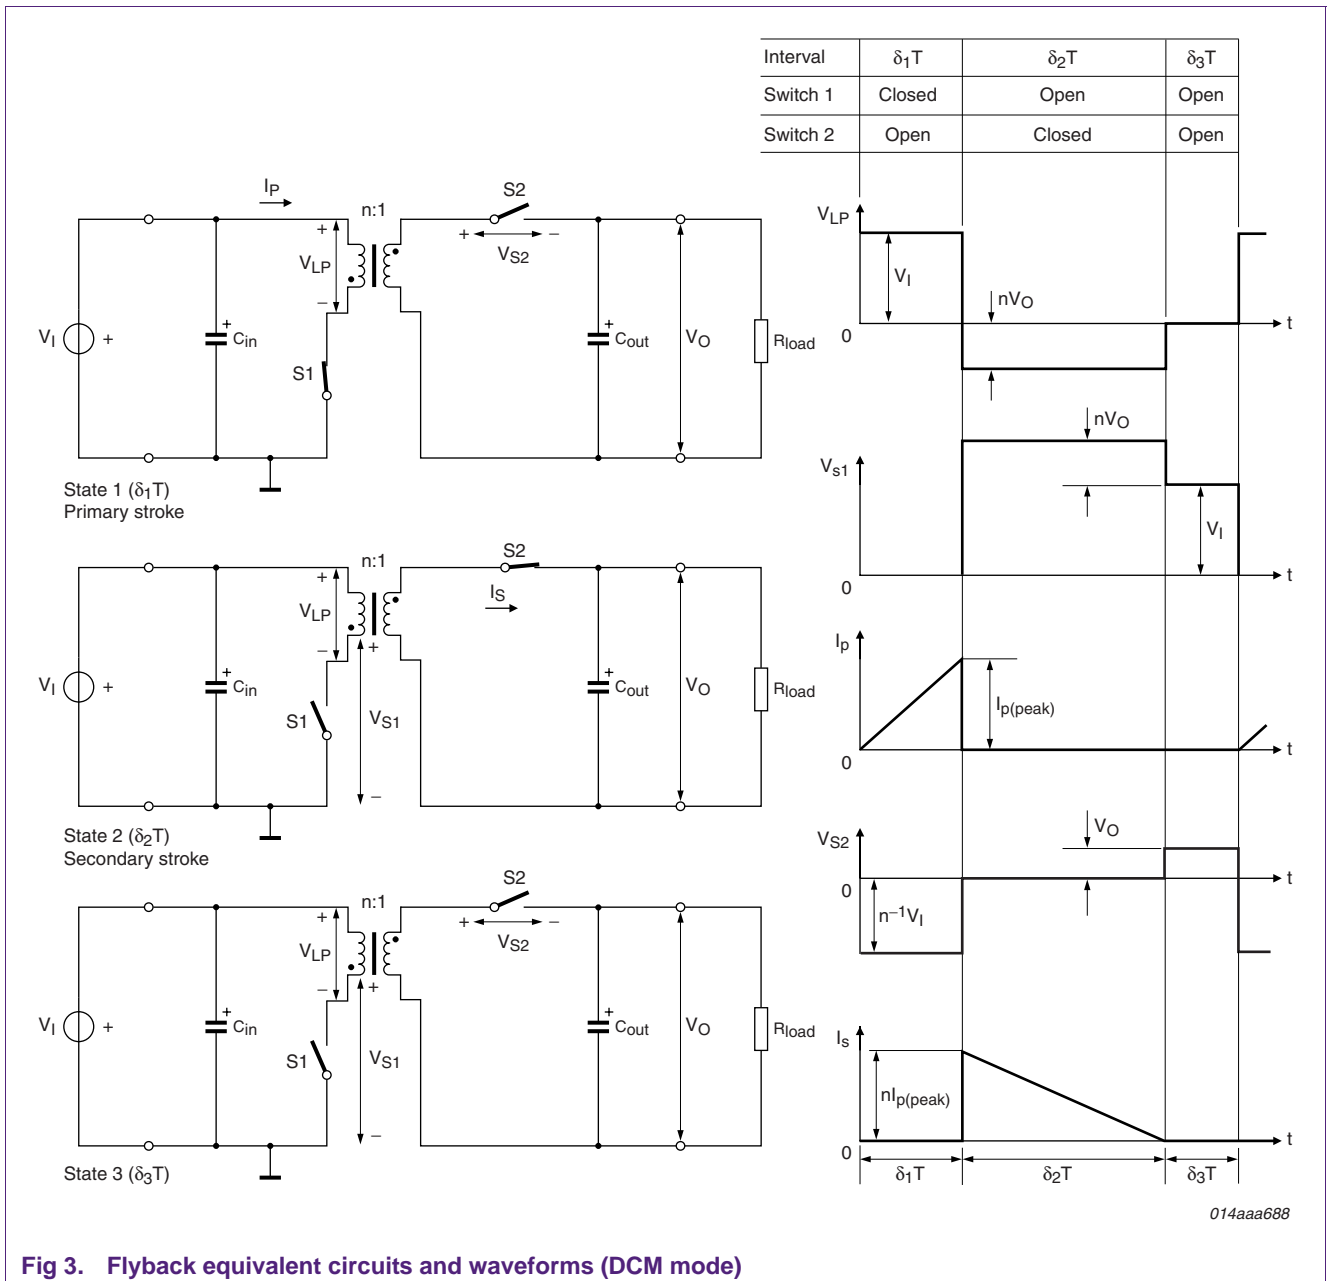 Interval δ1T δ2T δ3T
Switch 1 Closed Open Open
Switch 2 Open Closed Open
IP
n:1
S2
+ VLP −
+ VS2 −
VI +
+ Cin
S1
+ Cout
VO
Rload
State 1 (δ1T)
Primary stroke
n:1
S2
+ VLP −
IS
VI +
+ Cin
S1
+ VS1 −
+ Cout
VO
Rload
State 2 (δ2T)
Secondary stroke
n:1
S2
+ VLP −
+ VS2 −
VI +
+ Cin
S1
+ VS1 −
+ Cout
VO
Rload
State 3 (δ3T)
VLP
VI
nVO
0
t
nVO
Vs1
VI
0
t
Ip
Ip(peak)
0
t
VO
VS2
0
t
n−1VI
Is
nIp(peak)
0
t
δ1T δ2T δ3T
014aaa688
Fig 3. Flyback equivalent circuits and waveforms (DCM mode)